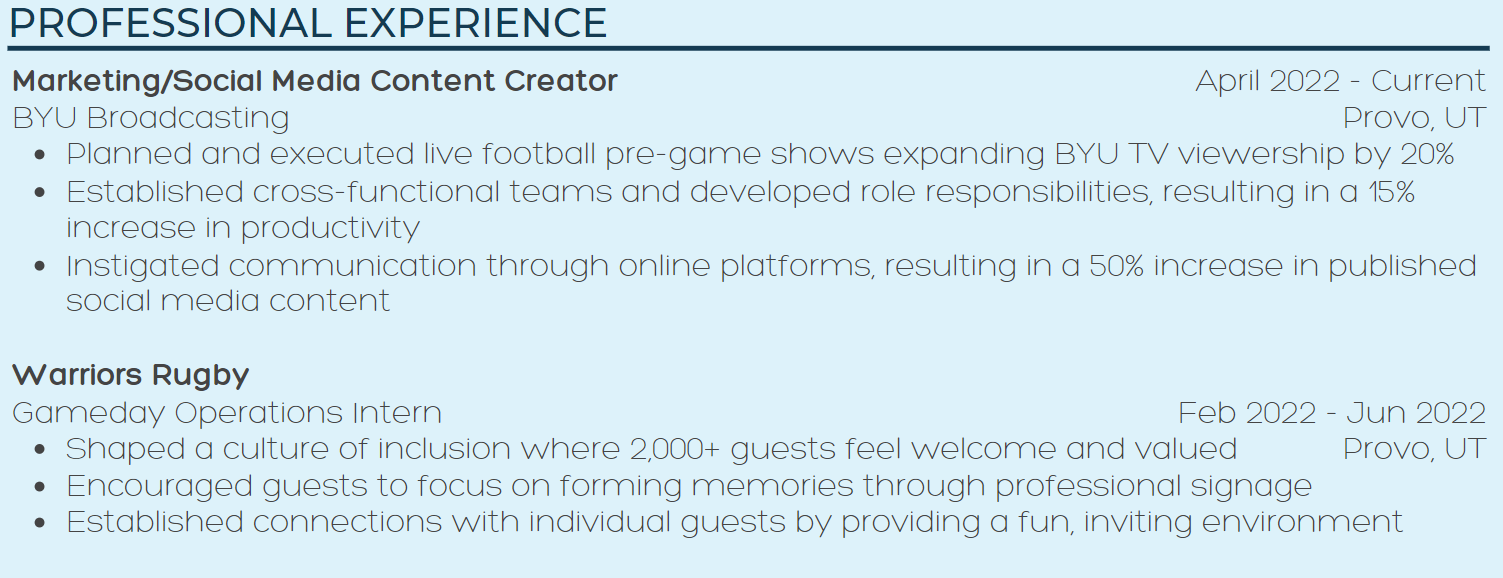 PROFESSIONAL EXPERIENCE
Marketing/Social Media Content Creator April 2022 - Current
BYU Broadcasting Provo, UT
• Planned and executed live football pre-game shows expanding BYU TV viewership by 20%
• Established cross-functional teams and developed role responsibilities, resulting in a 15%
increase in productivity
• Instigated communication through online platforms, resulting in a 50% increase in published
social media content
Warriors Rugby
Gameday Operations Intern Feb 2022 - Jun 2022
• Shaped a culture of inclusion where 2,000+ guests feel welcome and valued Provo, UT
• Encouraged guests to focus on forming memories through professional signage
• Established connections with individual guests by providing a fun, inviting environment